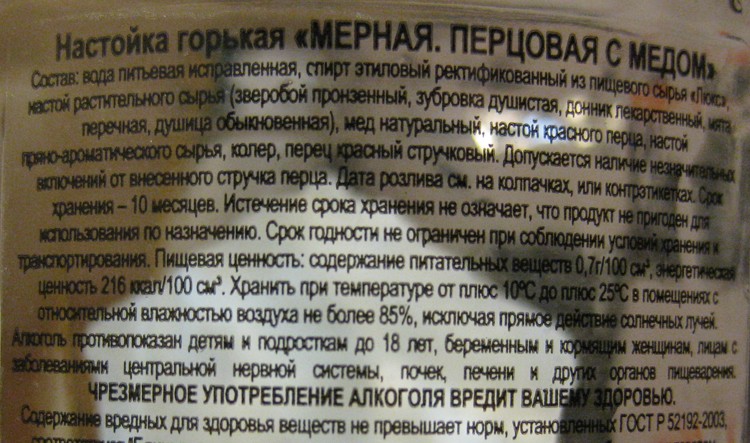 Настойка горькая «МЕРНАЯ. ПЕРЦОВАЯ С МЕДОМ»
Состав: вода питьевая исправленная, спирт этиловый ректификованный из пищевого сырья «Люкс»,
настой растительного сырья (зверобой пронзенный, зубровка душистая, донник лекарственный, мята
перечная, душица обыкновенная), мед натуральный, настой красного перца, настой
пряно-ароматического сырья, колер, перец красный стручковый. Допускается наличие незначительных
включений от внесенного стручка перца. Дата розлива см. на колпачках, или контрэтикетках. Срок
хранения – 10 месяцев. Истечение срока хранения не означает, что продукт не пригоден для
использования по назначению. Срок годности не ограничен при соблюдении условий хранения и
транспортирования. Пищевая ценность: содержание питательных веществ 0,7г/100 см³, энергетическая
ценность 216 ккал/100 см³. Хранить при температуре от плюс 10ºС до плюс 25ºС в помещениях с
относительной влажностью воздуха не более 85%, исключая прямое действие солнечных лучей.
Алкоголь противопоказан детям и подросткам до 18 лет, беременным и кормящим женщинам, лицам с
заболеваниями центральной нервной системы, почек, печени и других органов пищеварения.
ЧРЕЗМЕРНОЕ УПОТРЕБЛЕНИЕ АЛКОГОЛЯ ВРЕДИТ ВАШЕМУ ЗДОРОВЬЮ.
Содержание вредных для здоровья веществ не превышает норм, установленных ГОСТ Р 52192-2003,